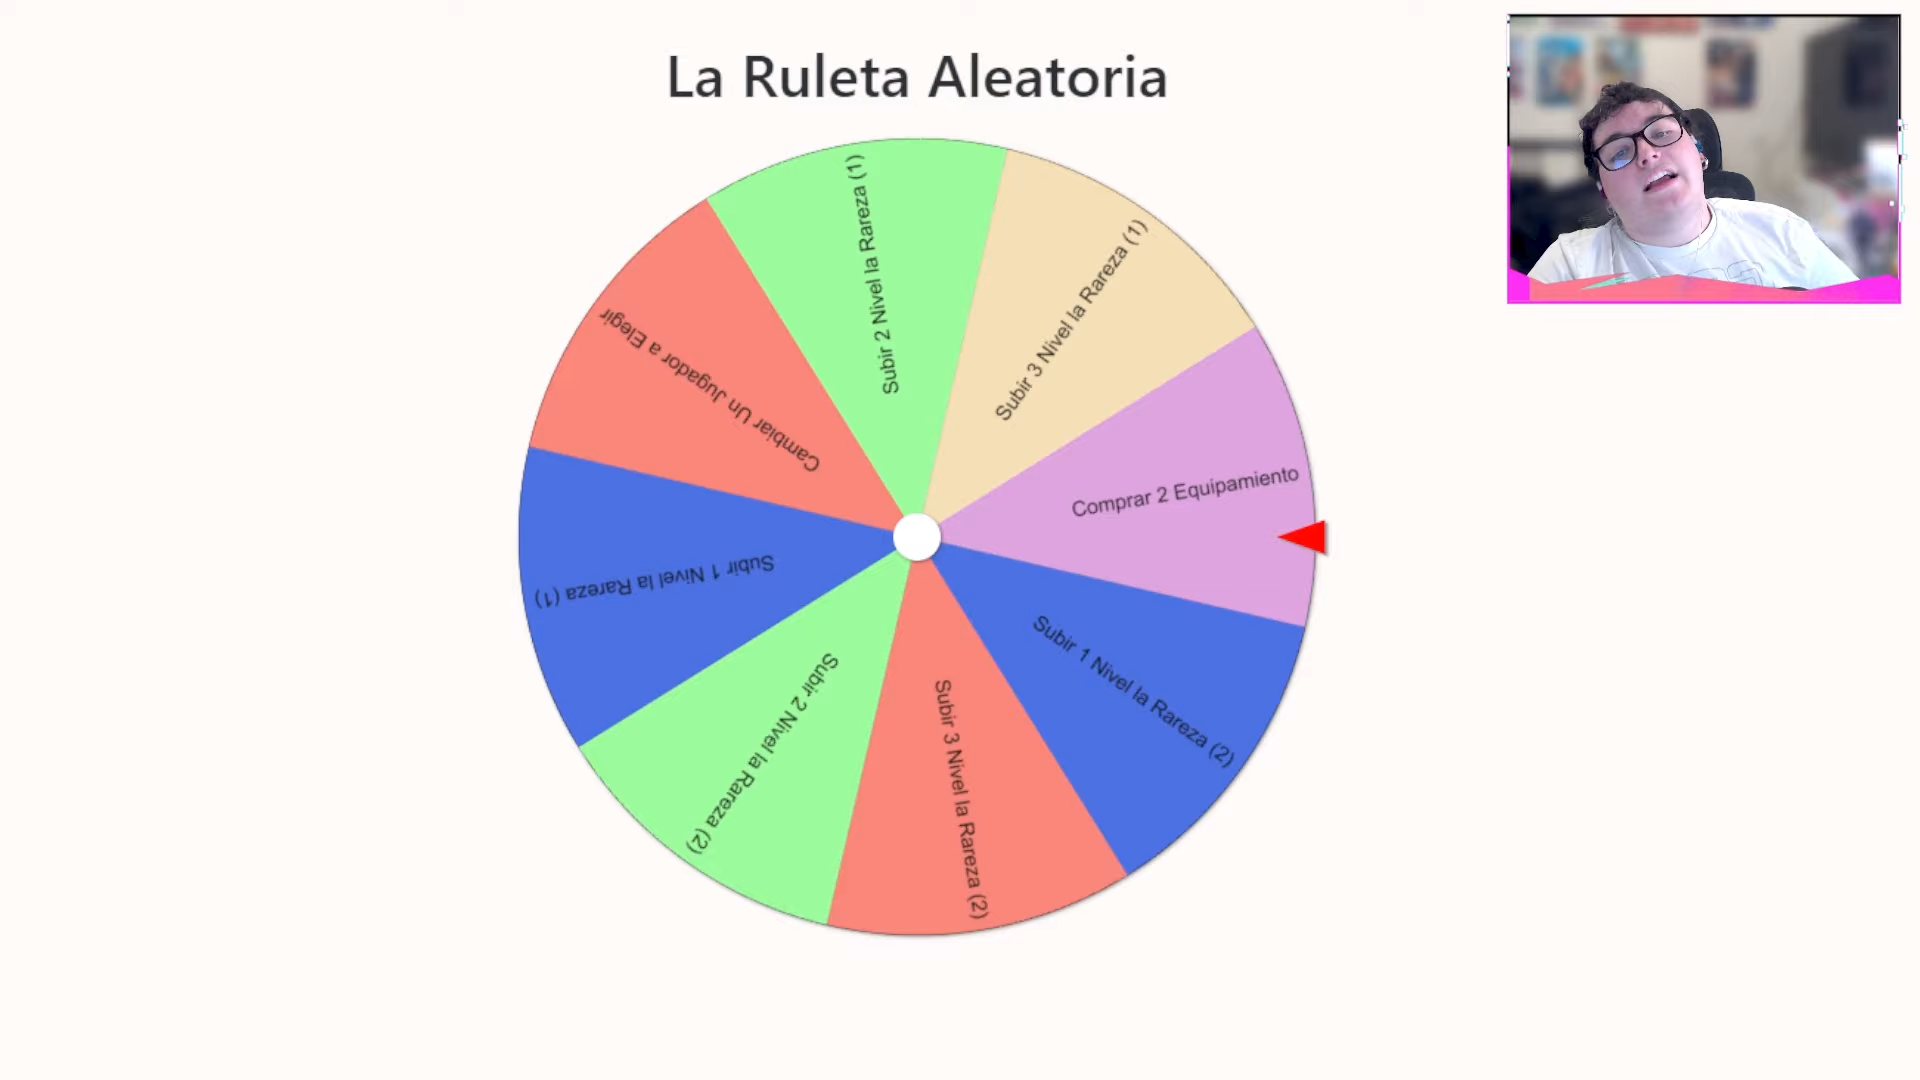 La Ruleta Aleatoria
Subir 2 Nivel la Rareza (1)
Subir 3 Nivel la Rareza (1)
Comprar 2 Equipamiento
Subir 1 Nivel la Rareza (2)
Subir 3 Nivel la Rareza (2)
Subir 2 Nivel la Rareza (2)
Subir 1 Nivel la Rareza (1)
Cambiar Un Jugador a Elegir